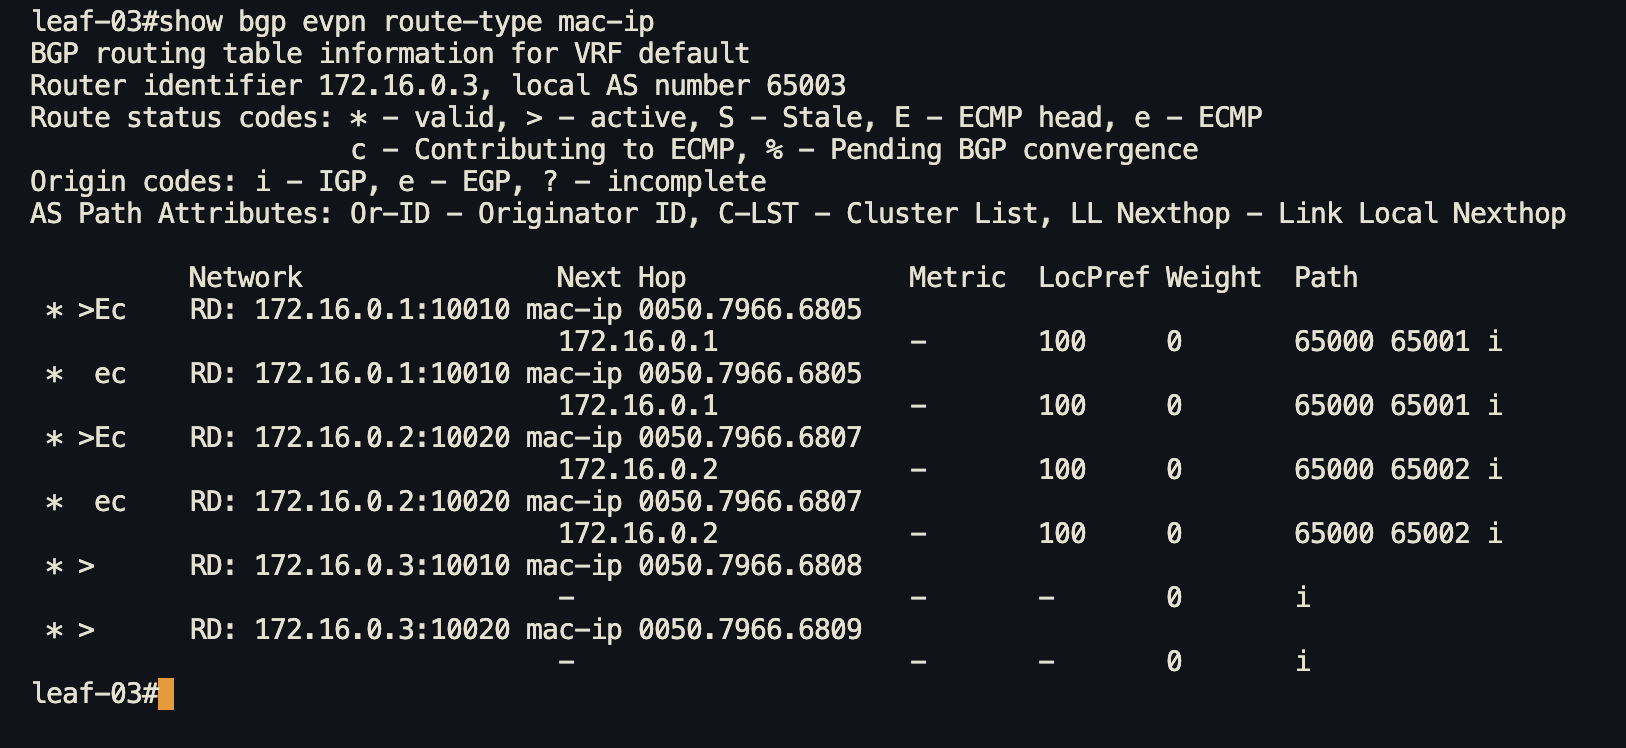 leaf-03#show bgp evpn route-type mac-ip
BGP routing table information for VRF default
Router identifier 172.16.0.3, local AS number 65003
Route status codes: * - valid, > - active, S - Stale, E - ECMP head, e - ECMP
                    c - Contributing to ECMP, % - Pending BGP convergence
Origin codes: i - IGP, e - EGP, ? - incomplete
AS Path Attributes: Or-ID - Originator ID, C-LST - Cluster List, LL Nexthop - Link Local Nexthop

          Network                Next Hop              Metric  LocPref Weight  Path
 * >Ec    RD: 172.16.0.1:10010 mac-ip 0050.7966.6805
                                 172.16.0.1            -       100     0       65000 65001 i
 *  ec    RD: 172.16.0.1:10010 mac-ip 0050.7966.6805
                                 172.16.0.1            -       100     0       65000 65001 i
 * >Ec    RD: 172.16.0.2:10020 mac-ip 0050.7966.6807
                                 172.16.0.2            -       100     0       65000 65002 i
 *  ec    RD: 172.16.0.2:10020 mac-ip 0050.7966.6807
                                 172.16.0.2            -       100     0       65000 65002 i
 * >      RD: 172.16.0.3:10010 mac-ip 0050.7966.6808
                                 -                     -       -       0       i
 * >      RD: 172.16.0.3:10020 mac-ip 0050.7966.6809
                                 -                     -       -       0       i
leaf-03#